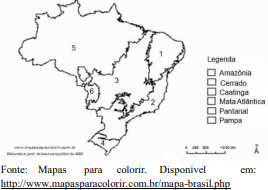 1
5
Legenda
Amazônia
3
Cerrado
6
Caatinga
2
Mata Atlântica
Pantanal
Pampa
4
www.mapasparacolorir.com.br
Fonte: Mapas para colorir. Disponivel em:
http://www.mapasparacolorir.com.br/mapa-brasil.php